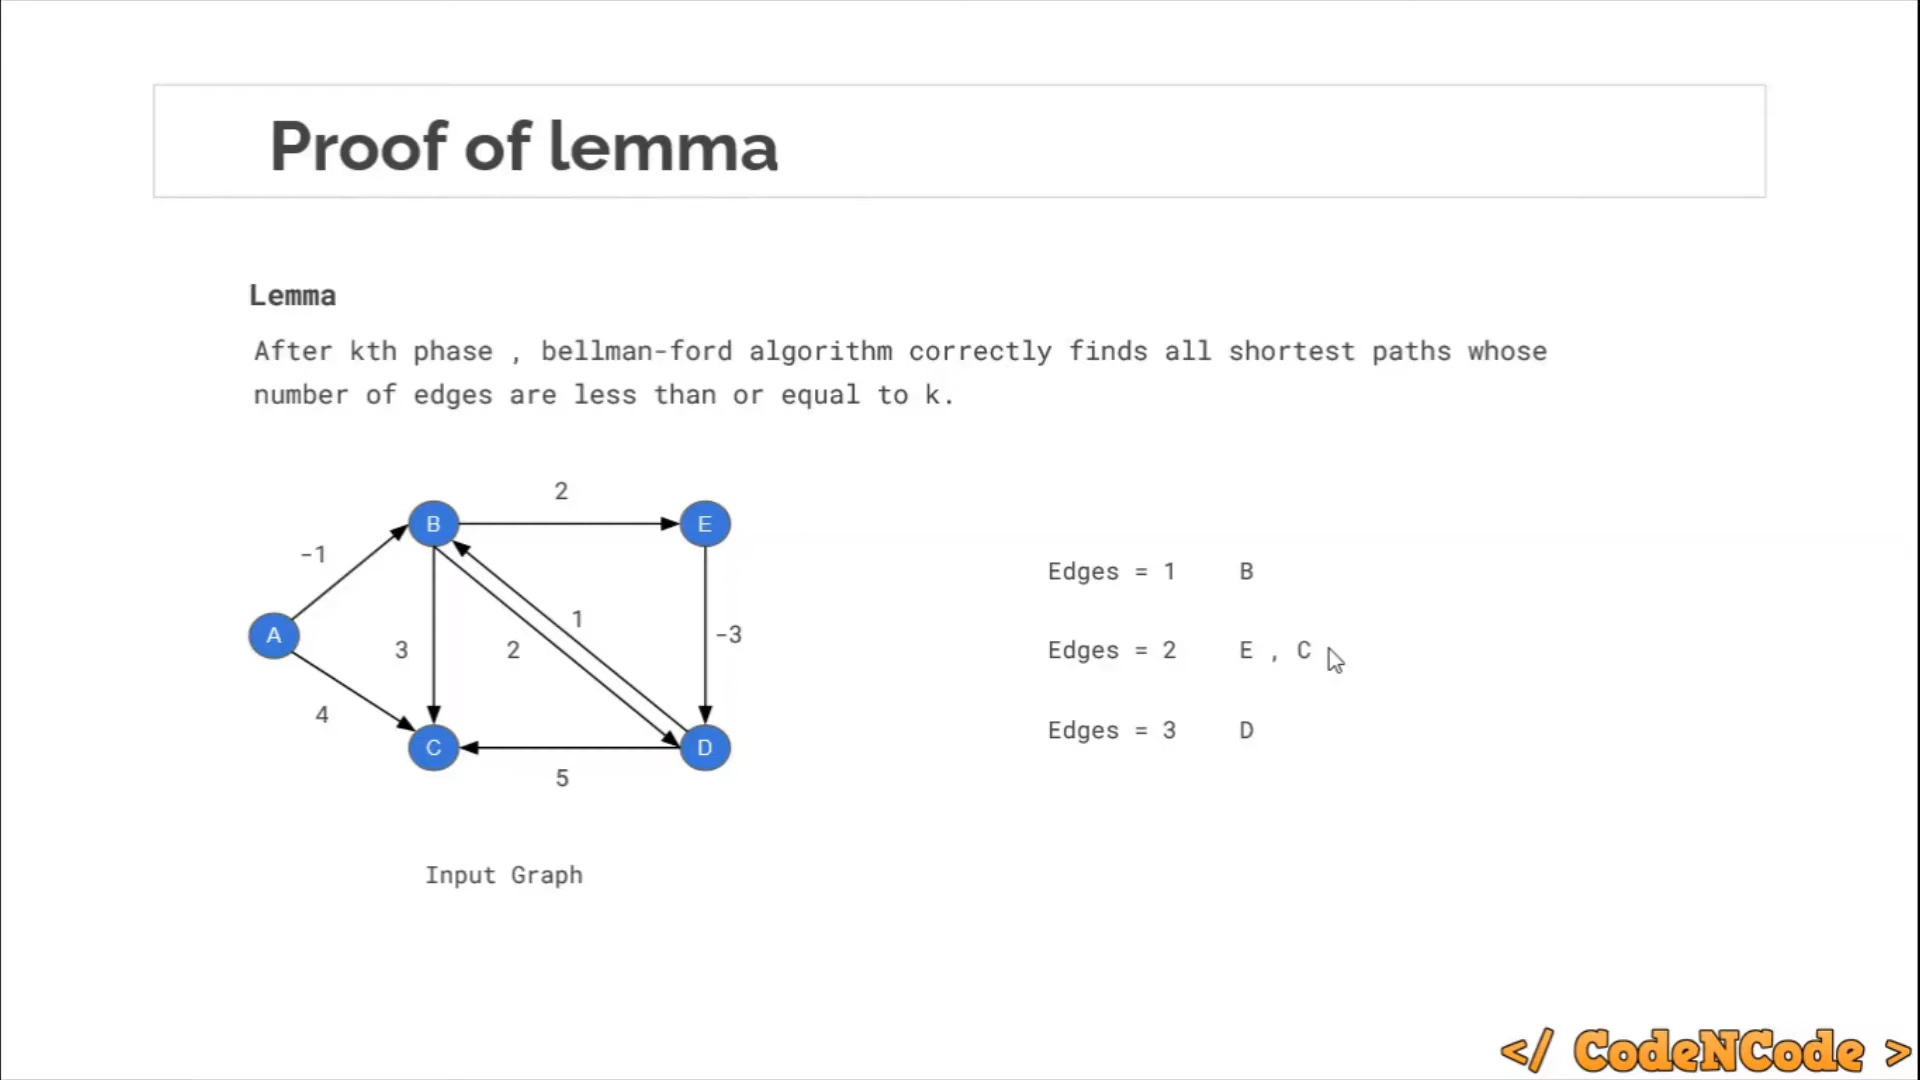 Proof of lemma
Lemma
After kth phase , bellman-ford algorithm correctly finds all shortest paths whose
number of edges are less than or equal to k.
2
B
E
-1
1
A
3
2
-3
4
C
D
5
Input Graph
Edges = 1 B
Edges = 2 E , C
Edges = 3 D
</ CodeNCode >